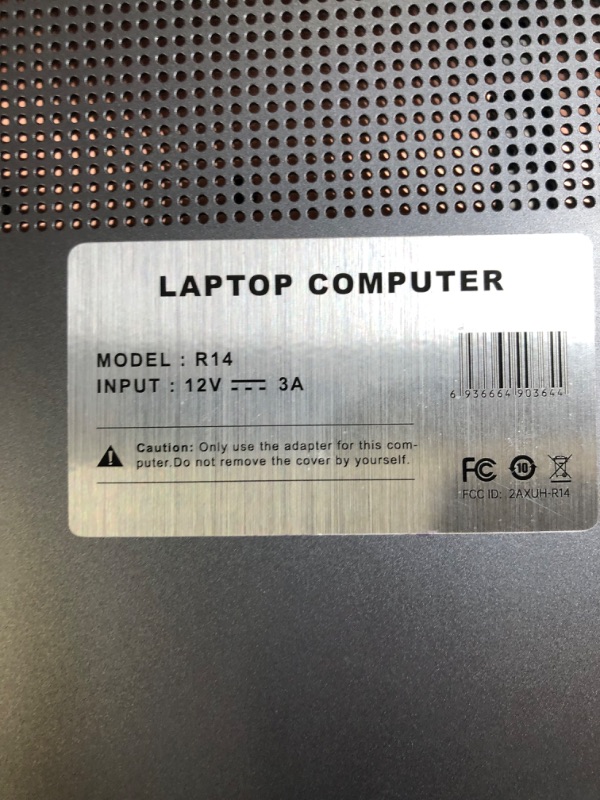 LAPTOP COMPUTER
MODEL : R14
INPUT : 12V ⎓ 3A
6 936664 903644
Caution: Only use the adapter for this com-
puter.Do not remove the cover by yourself.
FC 10
FCC ID: 2AXUH-R14